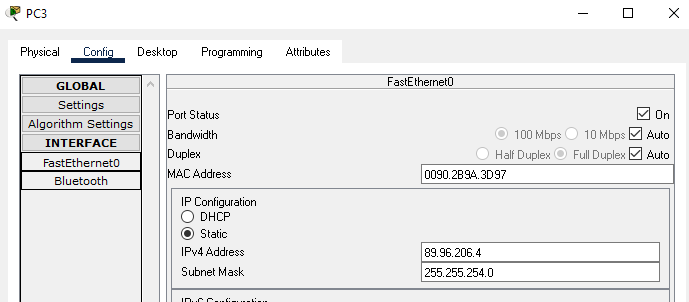 PC3
Physical Config Desktop Programming Attributes
GLOBAL
Settings
Algorithm Settings
INTERFACE
FastEthernet0
Bluetooth
FastEthernet0
Port Status On
Bandwidth 100 Mbps 10 Mbps Auto
Duplex Half Duplex Full Duplex Auto
MAC Address 0090.2B9A.3D97
IP Configuration
DHCP
Static
IPv4 Address 89.96.206.4
Subnet Mask 255.255.254.0
IPv6 Configuration